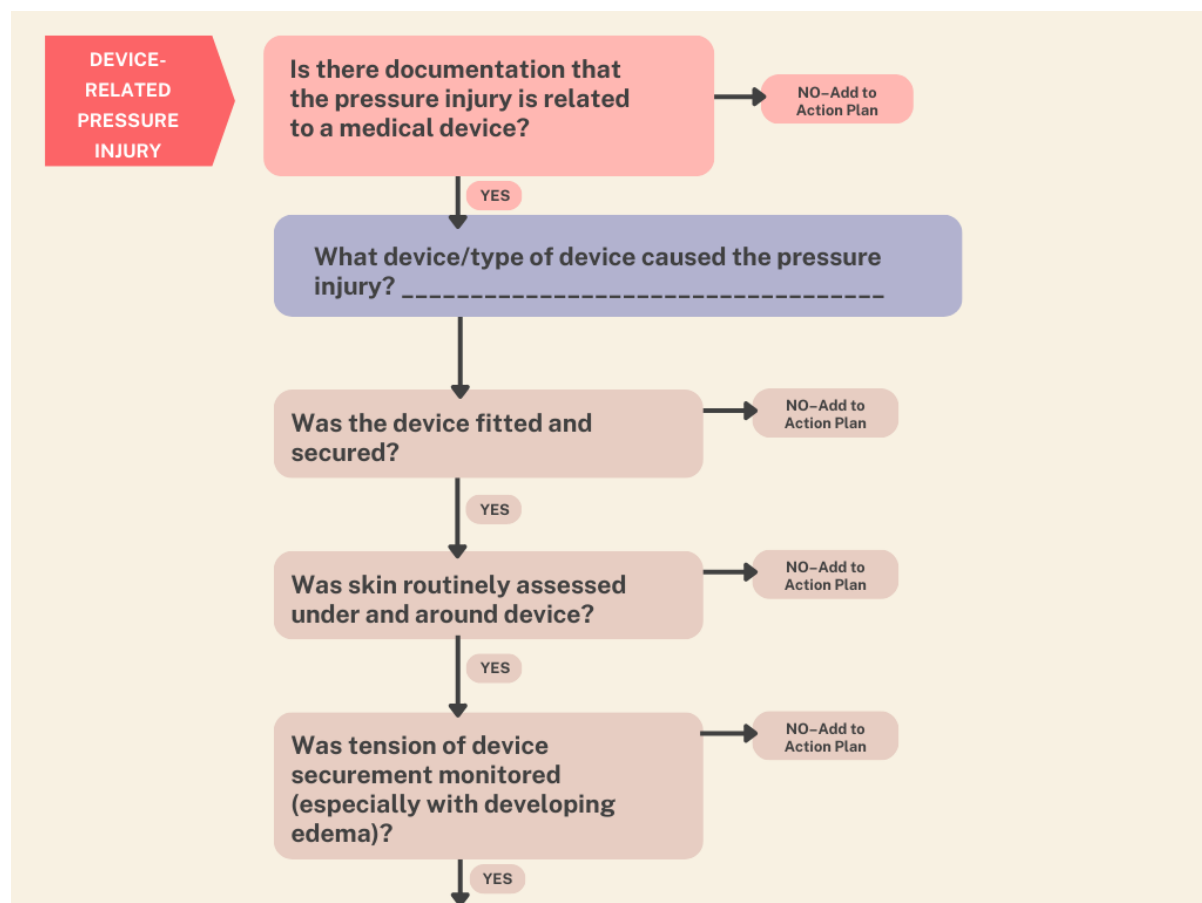 DEVICE-
RELATED
PRESSURE
INJURY
Is there documentation that
the pressure injury is related
to a medical device?
NO–Add to
Action Plan
YES
What device/type of device caused the pressure
injury? ___________________________________
Was the device fitted and
secured?
NO–Add to
Action Plan
YES
Was skin routinely assessed
under and around device?
NO–Add to
Action Plan
YES
Was tension of device
securement monitored
(especially with developing
edema)?
NO–Add to
Action Plan
YES